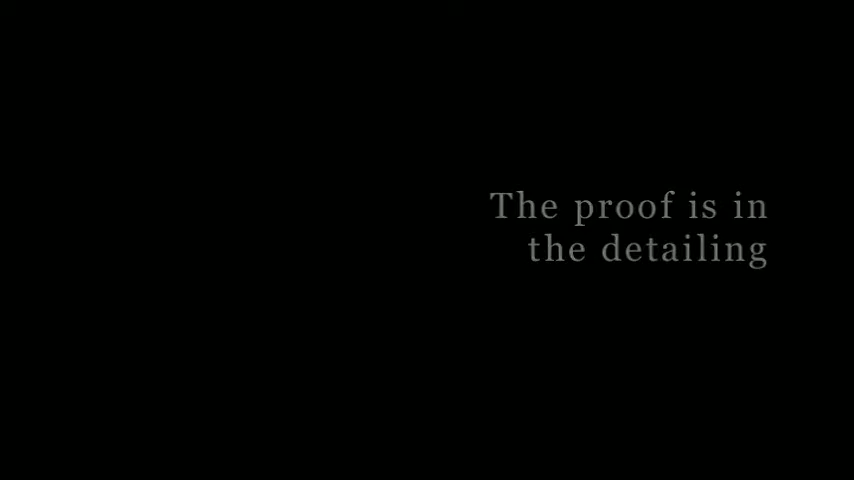 The proof is in
the detailing